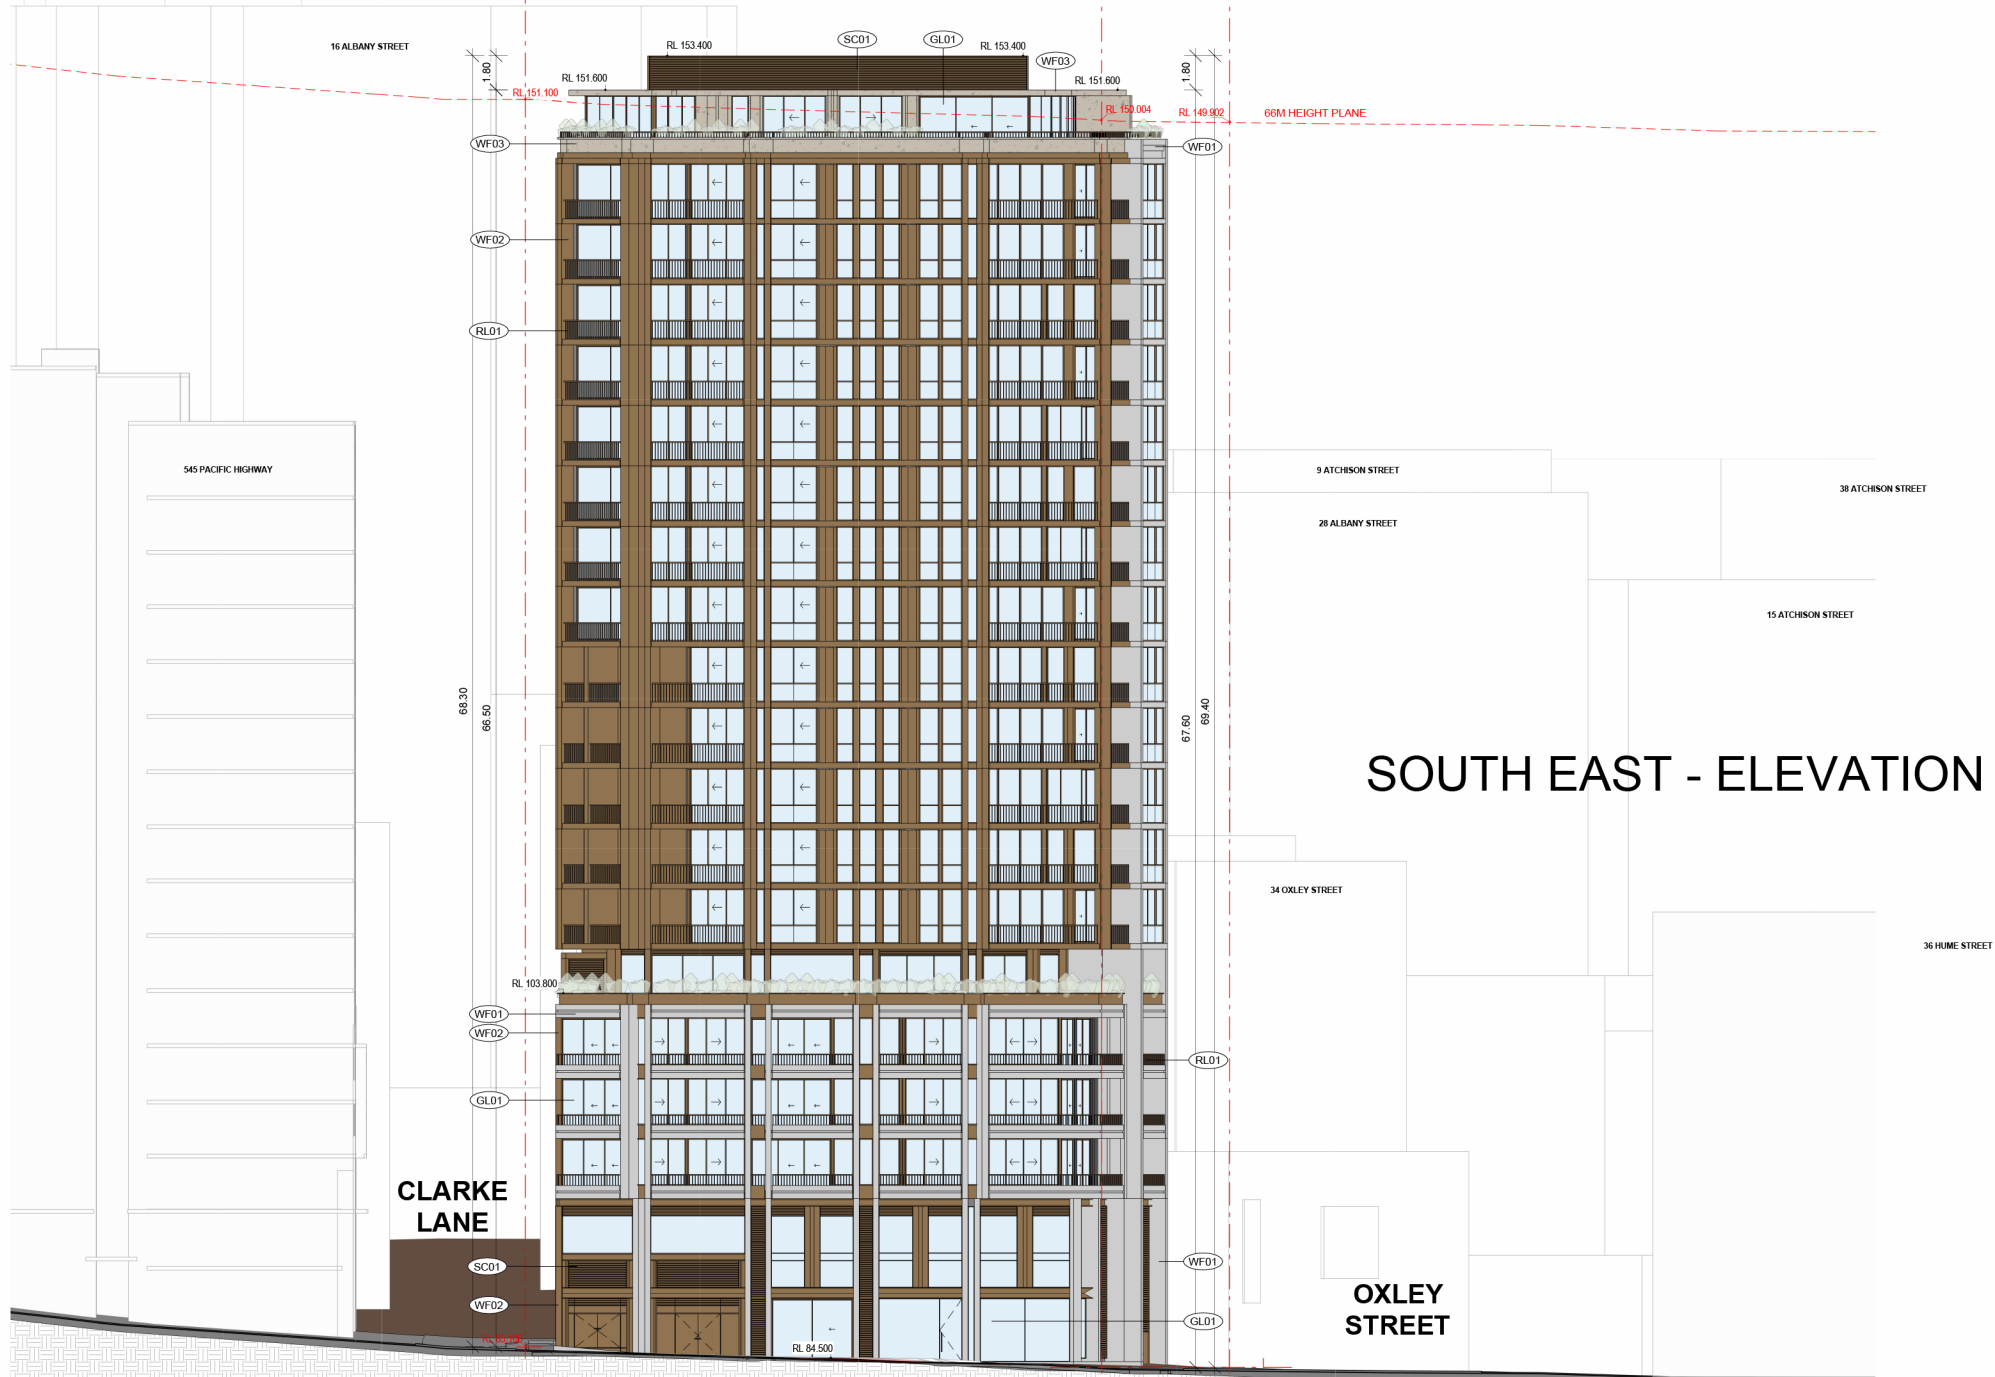 16 ALBANY STREET
RL 153.400
SC01
GL01
RL 153.400
WF03
1.80
1.80
RL 151.600
RL 151.600
RL 151.100
RL 150.004
RL 149.902
66M HEIGHT PLANE
WF03
WF01
WF02
RL01
545 PACIFIC HIGHWAY
9 ATCHISON STREET
38 ATCHISON STREET
28 ALBANY STREET
15 ATCHISON STREET
68.30
66.50
67.60
69.40
SOUTH EAST - ELEVATION
34 OXLEY STREET
36 HUME STREET
RL 103.800
WF01
WF02
RL01
GL01
CLARKE
LANE
SC01
WF01
WF02
OXLEY
STREET
GL01
RL 84.500